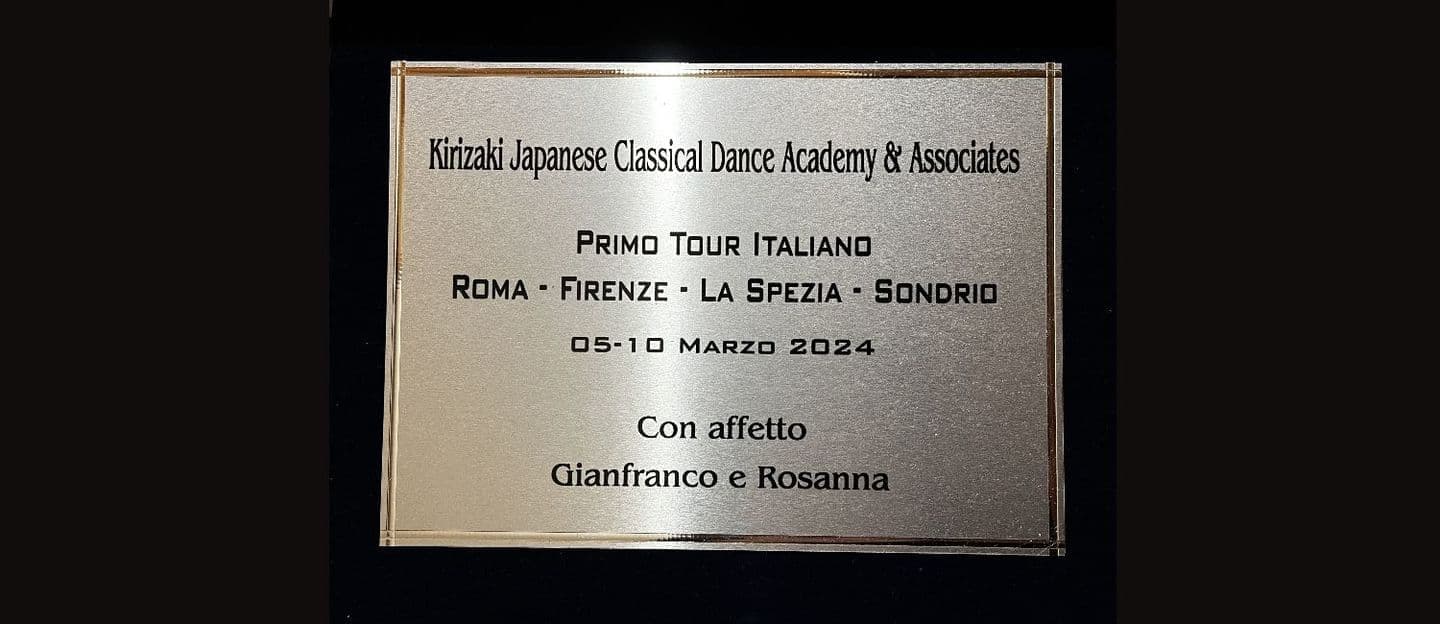 Kirizaki Japanese Classical Dance Academy & Associates
Primo Tour Italiano
Roma - Firenze - La Spezia - Sondrio
05-10 Marzo 2024
Con affetto
Gianfranco e Rosanna